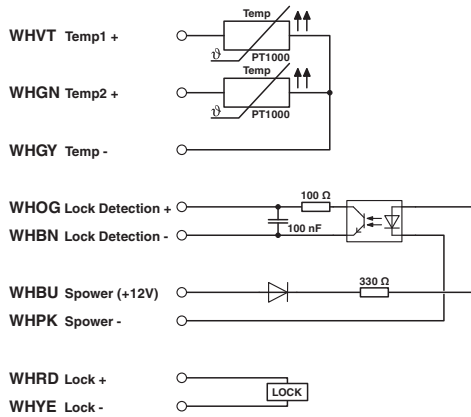 Temp
WHVT Temp1 +
ϑ PT1000
Temp
WHGN Temp2 +
ϑ PT1000
WHGY Temp -
100 Ω
WHOG Lock Detection +
WHBN Lock Detection -
100 nF
330 Ω
WHBU Spower (+12V)
WHPK Spower -
WHRD Lock +
LOCK
WHYE Lock -